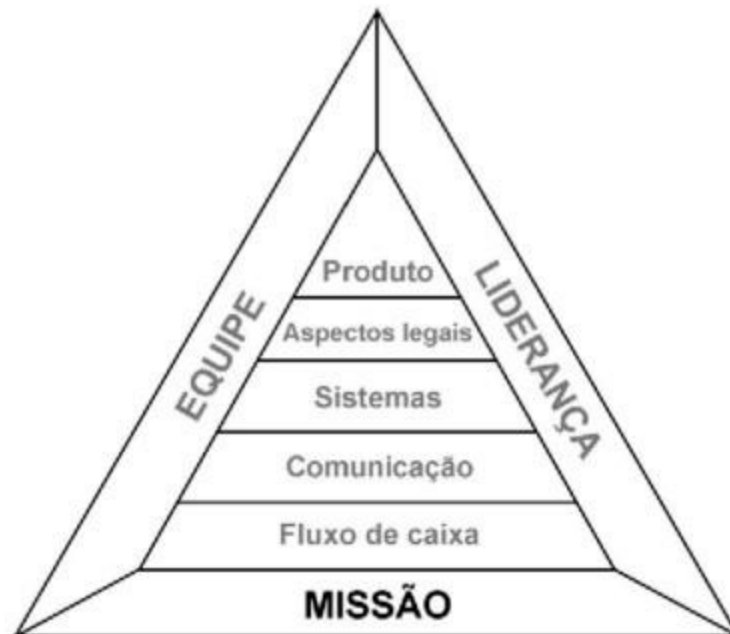 EQUIPE
LIDERANÇA
Produto
Aspectos legais
Sistemas
Comunicação
Fluxo de caixa
MISSÃO